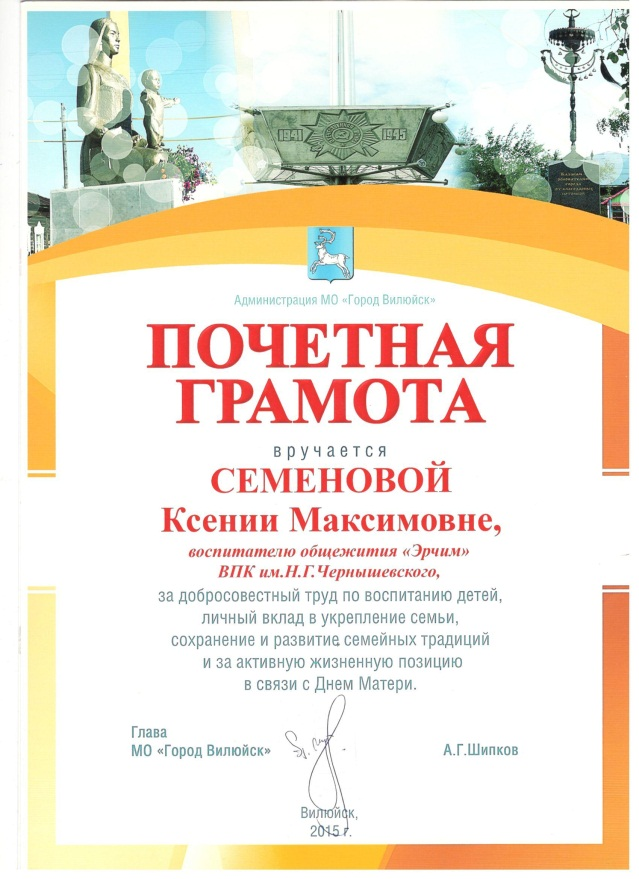 1941 1945
Администрация МО «Город Вилюйск»
ПОЧЕТНАЯ
ГРАМОТА
вручается
СЕМЕНОВОЙ
Ксении Максимовне,
воспитателю общежития «Эрчим»
ВПК им.Н.Г.Чернышевского,
за добросовестный труд по воспитанию детей,
личный вклад в укрепление семьи,
сохранение и развитие семейных традиций
и за активную жизненную позицию
в связи с Днем Матери.
Глава
МО «Город Вилюйск»
А.Г.Шипков
Вилюйск,
2015 г.